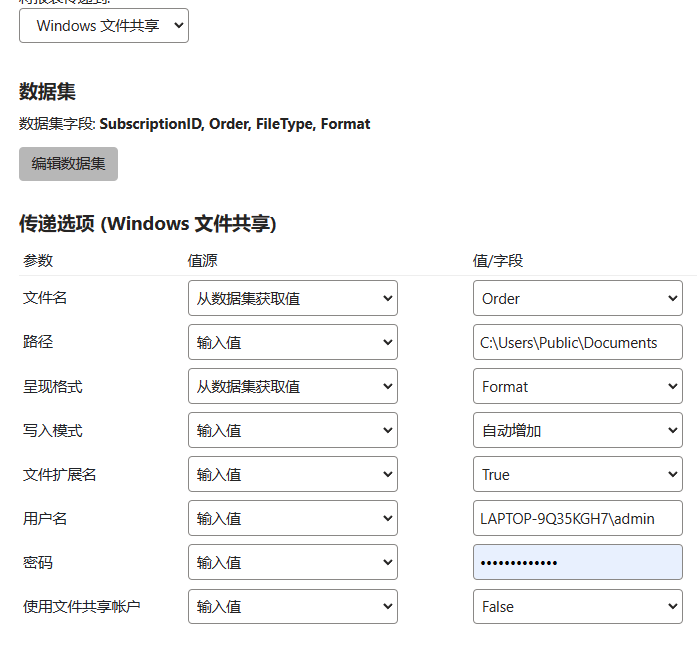 将报表传递到:
Windows 文件共享
数据集
数据集字段: SubscriptionID, Order, FileType, Format
编辑数据集
传递选项 (Windows 文件共享)
参数 值源 值/字段
文件名 从数据集获取值 Order
路径 输入值 C:\Users\Public\Documents
呈现格式 从数据集获取值 Format
写入模式 输入值 自动增加
文件扩展名 输入值 True
用户名 输入值 LAPTOP-9Q35KGH7\admin
密码 输入值 •••••••••••••
使用文件共享帐户 输入值 False